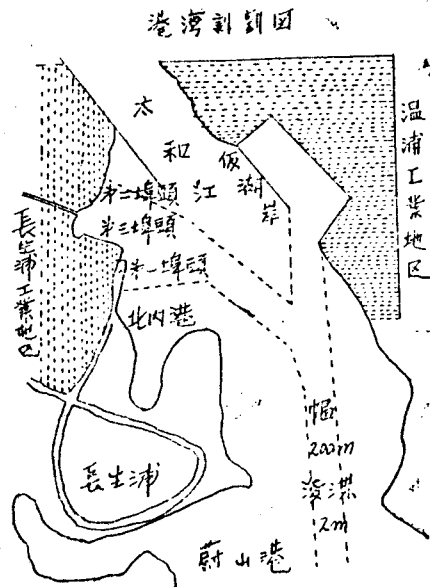 港湾計劃図
太和江
仮湖岸
温浦工業地区
第二埠頭
第三埠頭
第一埠頭
長生浦工業地区
北内港
幅
200m
浚渫
長生浦
蔚山港